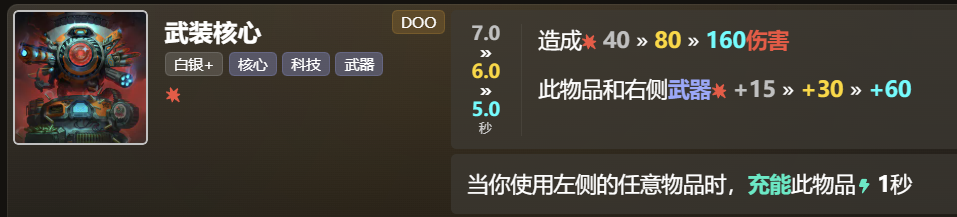 武装核心
DOO
白银+ 核心 科技 武器
7.0
»
6.0
»
5.0
秒
造成 40 » 80 » 160伤害
此物品和右侧武器 +15 » +30 » +60
当你使用左侧的任意物品时，充能此物品 1秒